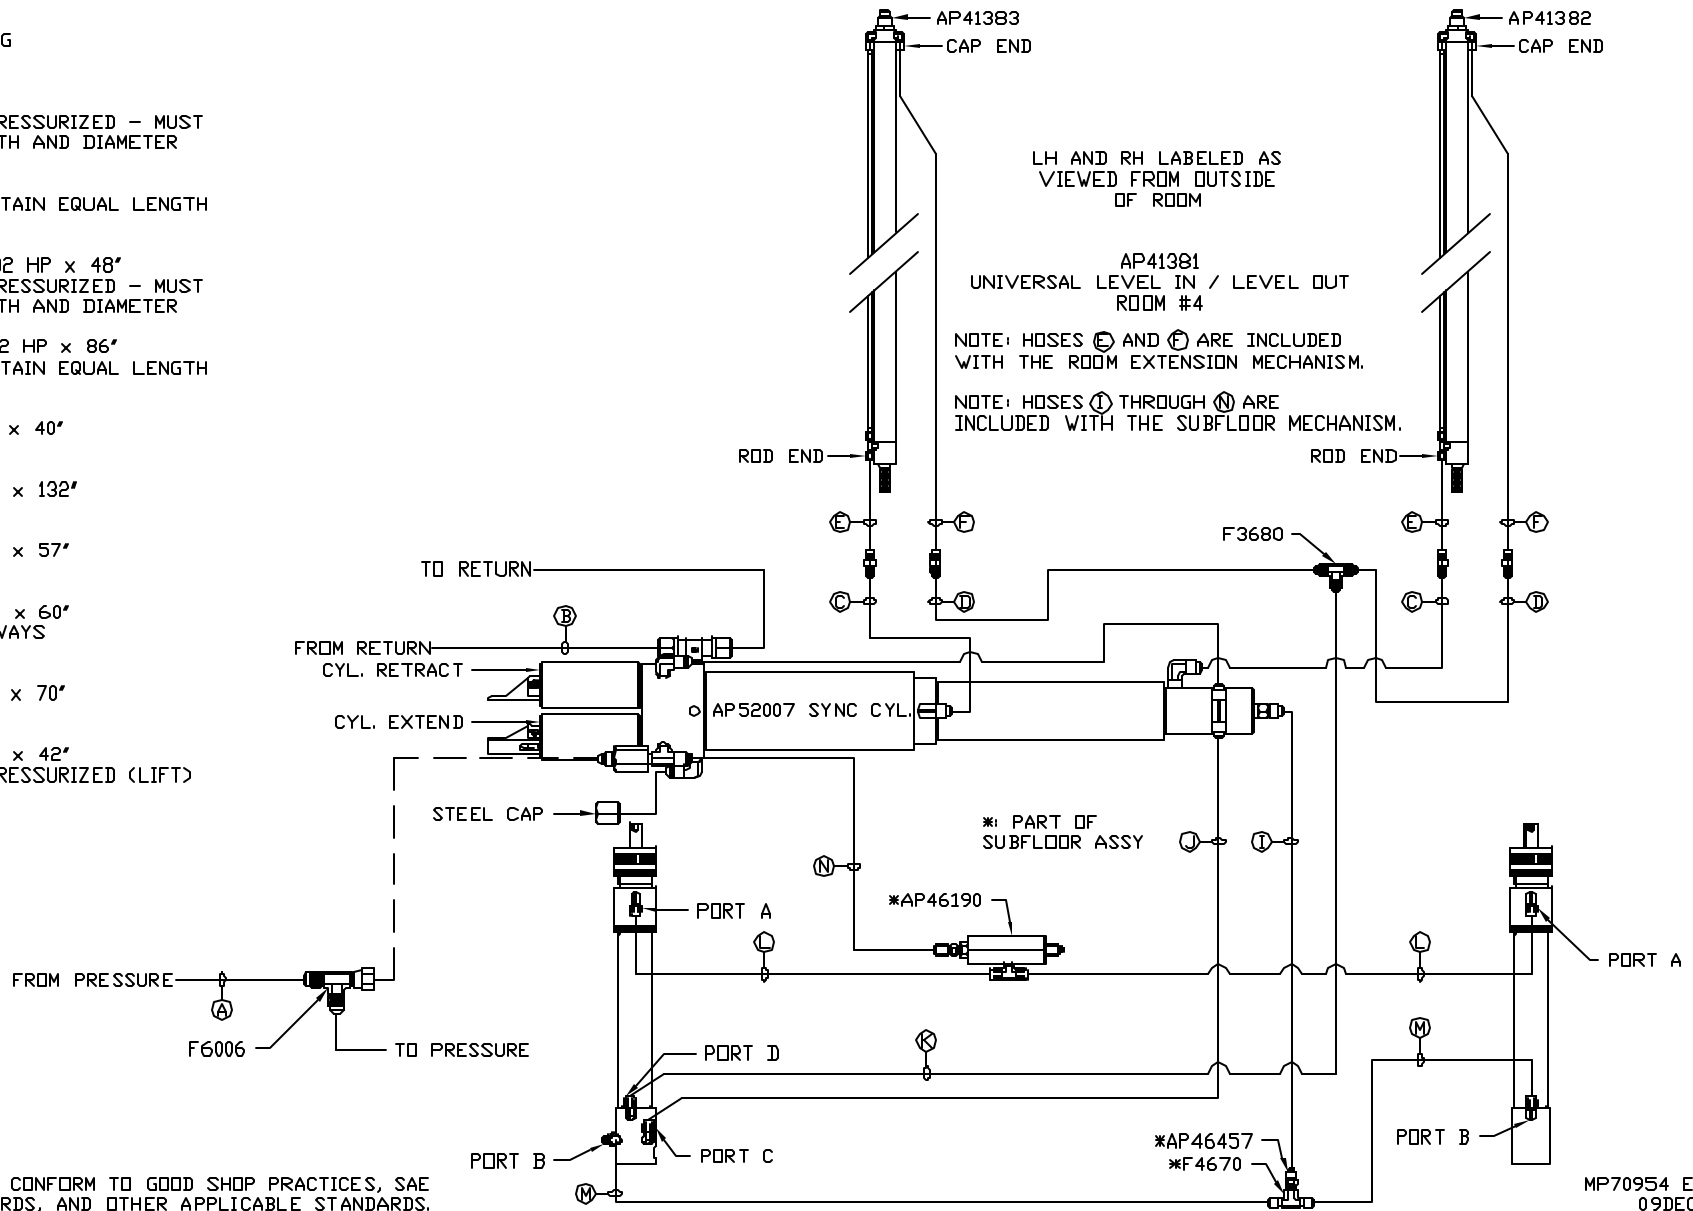 G
RESSURIZED - MUST
TH AND DIAMETER
TAIN EQUAL LENGTH
02 HP x 48"
RESSURIZED - MUST
TH AND DIAMETER
2 HP x 86"
TAIN EQUAL LENGTH
x 40"
x 132"
x 57"
x 60"
WAYS
x 70"
x 42"
RESSURIZED (LIFT)
CONFORM TO GOOD SHOP PRACTICES, SAE
RDS, AND OTHER APPLICABLE STANDARDS.
AP41383
CAP END
AP41382
CAP END
LH AND RH LABELED AS
VIEWED FROM OUTSIDE
OF ROOM
AP41381
UNIVERSAL LEVEL IN / LEVEL OUT
ROOM #4
NOTE: HOSES E AND F ARE INCLUDED
WITH THE ROOM EXTENSION MECHANISM.
NOTE: HOSES I THROUGH N ARE
INCLUDED WITH THE SUBFLOOR MECHANISM.
ROD END
ROD END
E
F
E
F
F3680
TO RETURN
C
D
C
D
B
FROM RETURN
CYL. RETRACT
CYL. EXTEND
AP52007 SYNC CYL.
STEEL CAP
*: PART OF
SUBFLOOR ASSY
J
I
N
*AP46190
PORT A
L
L
PORT A
FROM PRESSURE
A
F6006
TO PRESSURE
K
M
PORT D
PORT B
PORT C
*AP46457
*F4670
PORT B
M
MP70954 E
09DEC